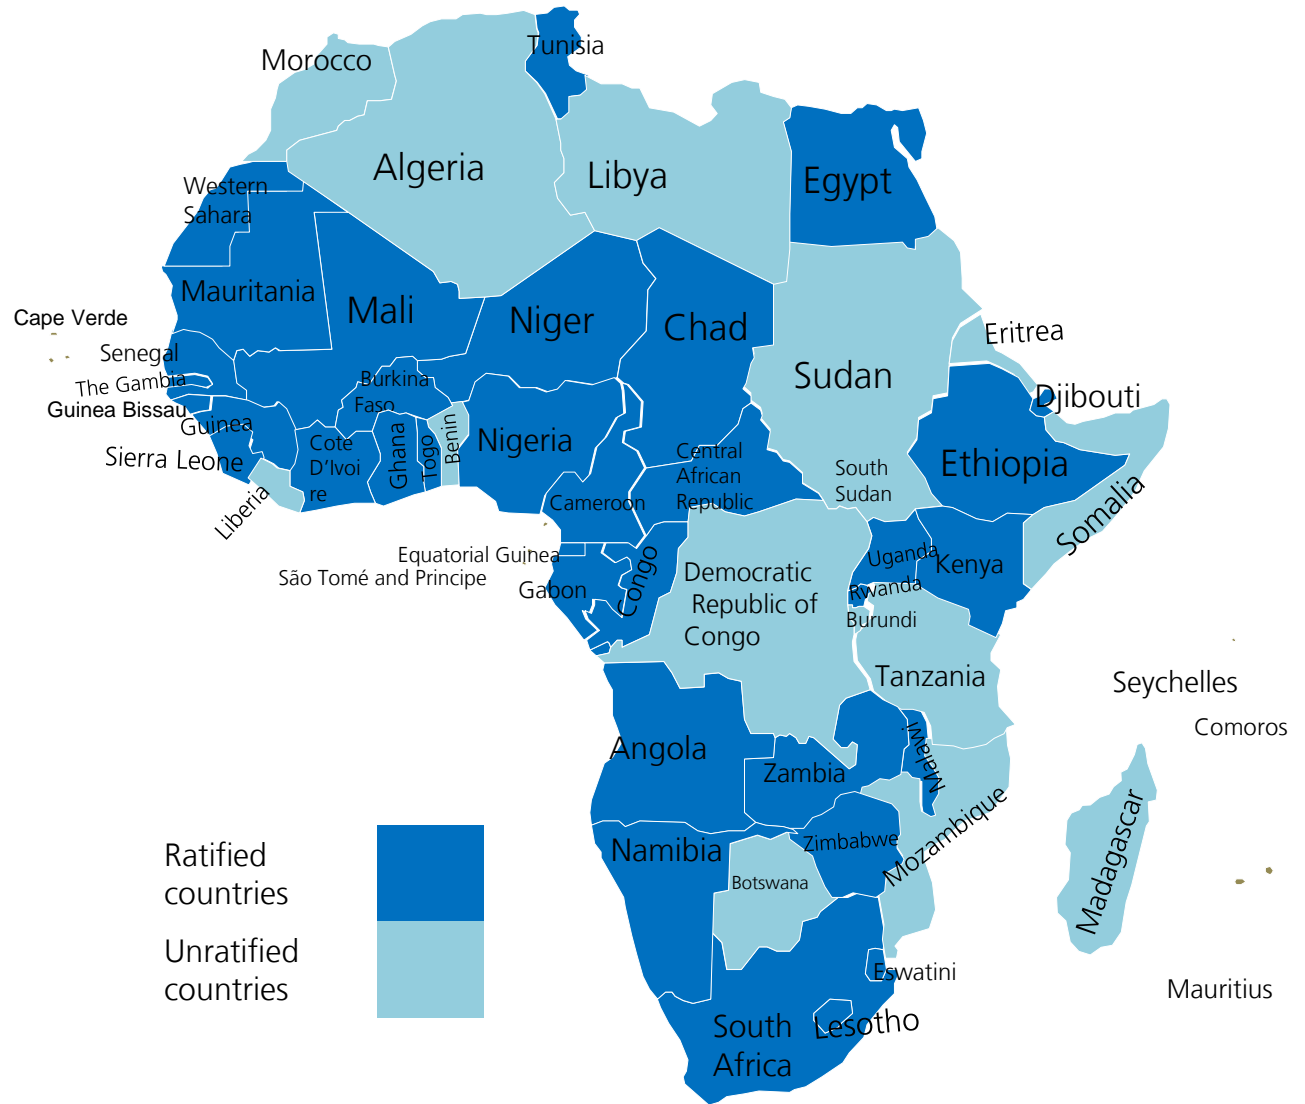 Tunisia
Morocco
Algeria
Libya
Egypt
Western
Sahara
Mauritania
Mali
Niger
Chad
Cape Verde
Eritrea
Senegal
Sudan
Burkina
Faso
The Gambia
Djibouti
Guinea Bissau
Guinea
Cote
D'Ivoi
re
Ghana
Togo
Benin
Nigeria
Central
African
Republic
South
Sudan
Ethiopia
Sierra Leone
Liberia
Cameroon
Somalia
Equatorial Guinea
São Tomé and Principe
Gabon
Congo
Democratic
Republic of
Congo
Uganda
Kenya
Rwanda
Burundi
Tanzania
Seychelles
Comoros
Angola
Zambia
Malawi
Mozambique
Zimbabwe
Namibia
Botswana
Madagascar
Ratified
countries
Unratified
countries
Eswatini
Mauritius
Lesotho
South
Africa